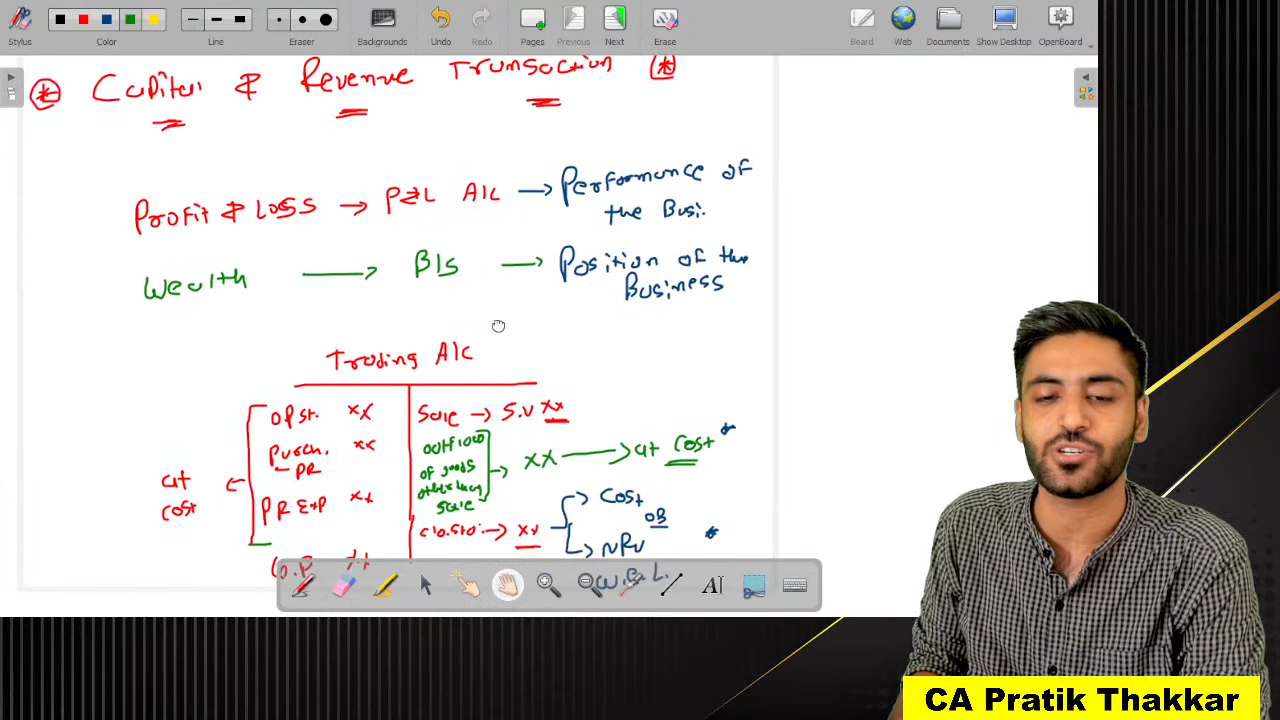 Stylus
Color
Line
Eraser
Backgrounds
Undo
Redo
Pages
Previous
Next
Erase
Board
Web
Documents
Show Desktop
OpenBoard
* Capital & Revenue Transaction *
Profit & Loss → P&L A/c → Performance of
the Busi.
Wealth → B/S → Position of the
Business
Trading A/c
OP St. XX
Sale → S.V XX
Purch. XX
PR
outflow
of goods
other than
Sale
→ XX → at Cost *
at
cost
PR EXP XX
Clo. Sto. → XX
Cost
OR
NRV *
G.P XX
W.E.L.
CA Pratik Thakkar